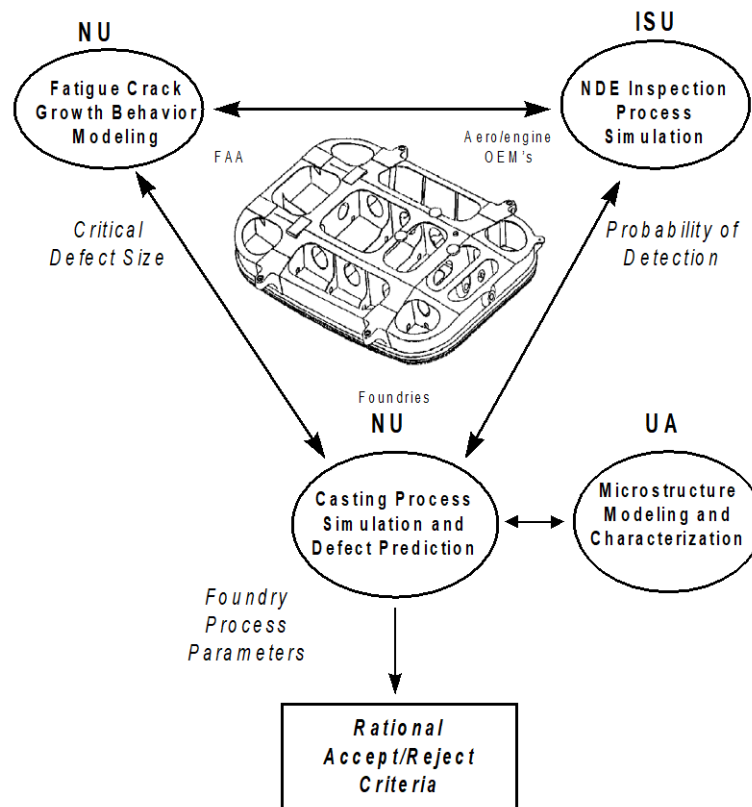 NU
Fatigue Crack
Growth Behavior
Modeling
ISU
NDE Inspection
Process
Simulation
FAA
Aero/engine
OEM's
Critical
Defect Size
Probability of
Detection
Foundries
NU
Casting Process
Simulation and
Defect Prediction
UA
Microstructure
Modeling and
Characterization
Foundry
Process
Parameters
Rational
Accept/Reject
Criteria